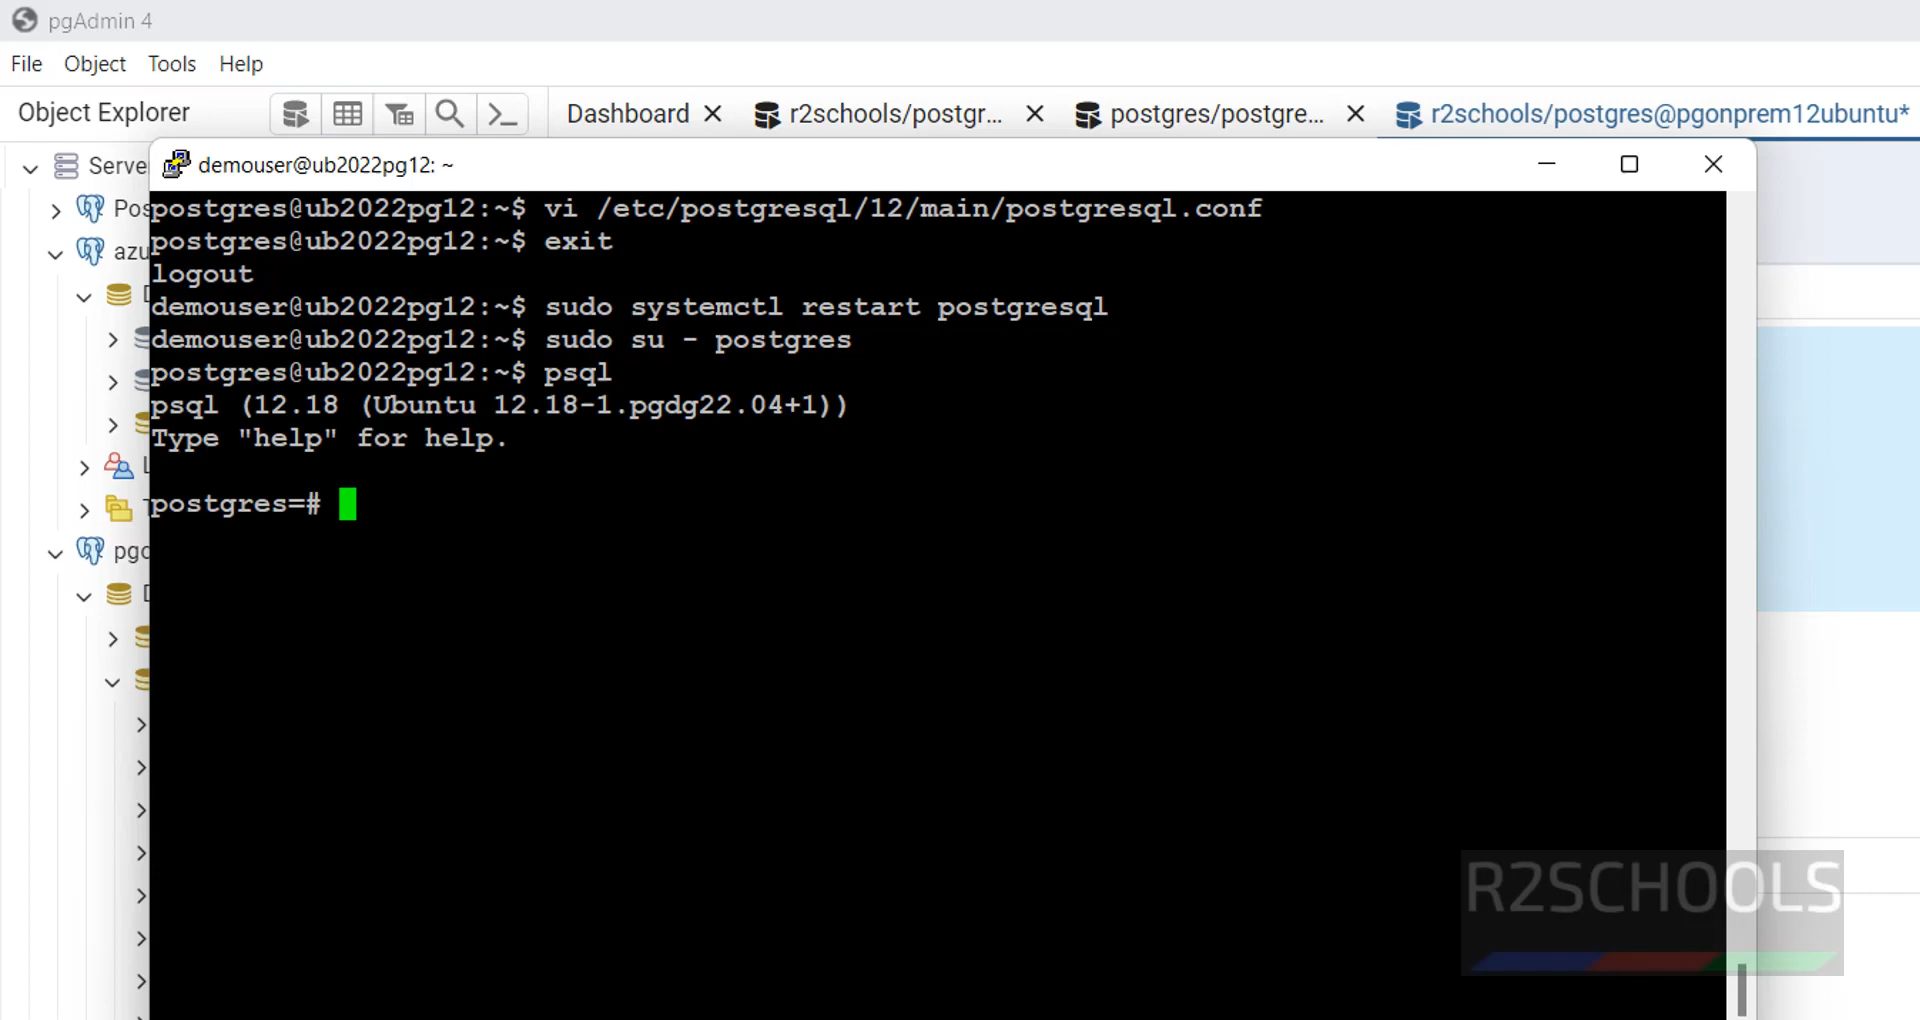 pgAdmin 4
File Object Tools Help
Object Explorer
Dashboard r2schools/postgr... postgres/postgre... r2schools/postgres@pgonprem12ubuntu*
demouser@ub2022pg12: ~
postgres@ub2022pg12:~$ vi /etc/postgresql/12/main/postgresql.conf
postgres@ub2022pg12:~$ exit
logout
demouser@ub2022pg12:~$ sudo systemctl restart postgresql
demouser@ub2022pg12:~$ sudo su - postgres
postgres@ub2022pg12:~$ psql
psql (12.18 (Ubuntu 12.18-1.pgdg22.04+1))
Type "help" for help.
postgres=#
Serve
Pos
azu
pgo
R2SCHOOLS